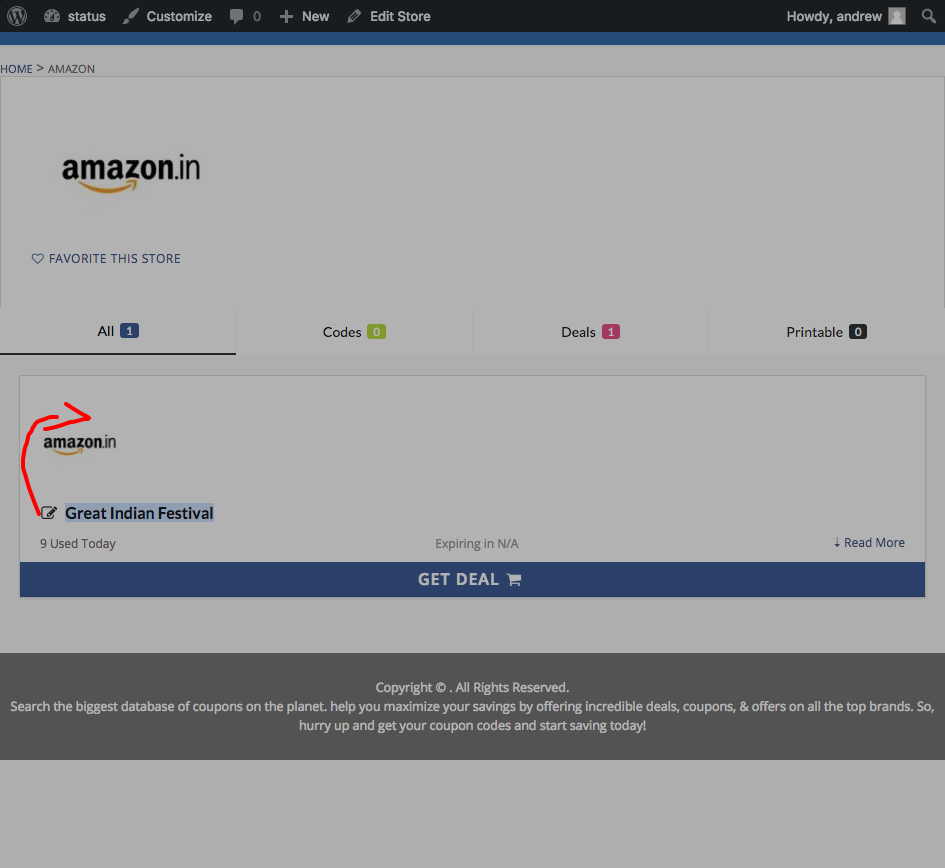 status Customize 0 New Edit Store Howdy, andrew
HOME > AMAZON
amazon.in
FAVORITE THIS STORE
All 1 Codes 0 Deals 1 Printable 0
amazon.in
Great Indian Festival
9 Used Today Expiring in N/A ↓ Read More
GET DEAL
Copyright © . All Rights Reserved.
Search the biggest database of coupons on the planet. help you maximize your savings by offering incredible deals, coupons, & offers on all the top brands. So,
hurry up and get your coupon codes and start saving today!